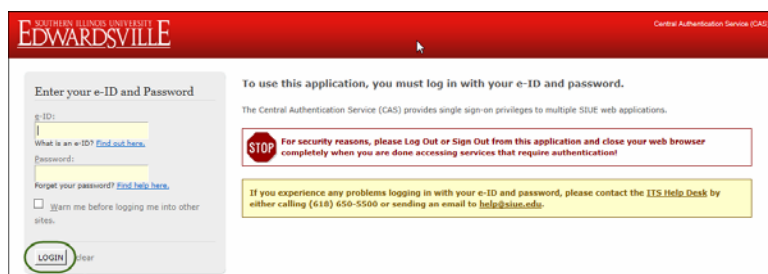 SOUTHERN ILLINOIS UNIVERSITY
EDWARDSVILLE
Central Authentication Service (CAS)
Enter your e-ID and Password
e-ID:
What is an e-ID? Find out here.
Password:
Forget your password? Find help here.
Warn me before logging me into other
sites.
LOGIN clear
To use this application, you must log in with your e-ID and password.
The Central Authentication Service (CAS) provides single sign-on privileges to multiple SIUE web applications.
STOP
For security reasons, please Log Out or Sign Out from this application and close your web browser
completely when you are done accessing services that require authentication!
If you experience any problems logging in with your e-ID and password, please contact the ITS Help Desk by
either calling (618) 650-5500 or sending an email to help@siue.edu.